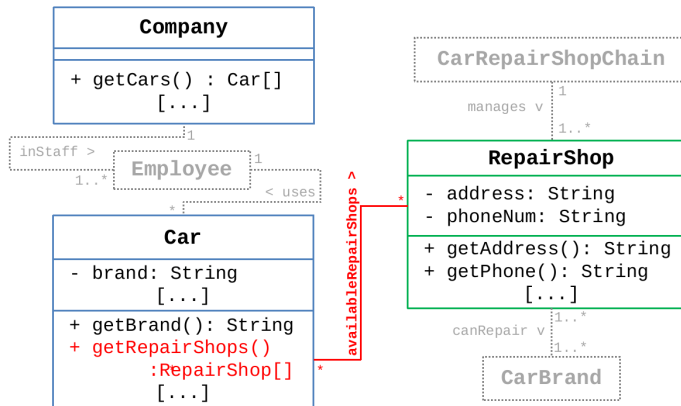 Company
+ getCars() : Car[]
[...]
1
inStaff >
1..*
Employee
1
< uses
*
Car
- brand: String
[...]
+ getBrand(): String
+ getRepairShops()
:RepairShop[]
[...]
*
availableRepairShops >
*
CarRepairShopChain
1
manages v
1..*
RepairShop
- address: String
- phoneNum: String
+ getAddress(): String
+ getPhone(): String
[...]
1..*
canRepair v
1..*
CarBrand